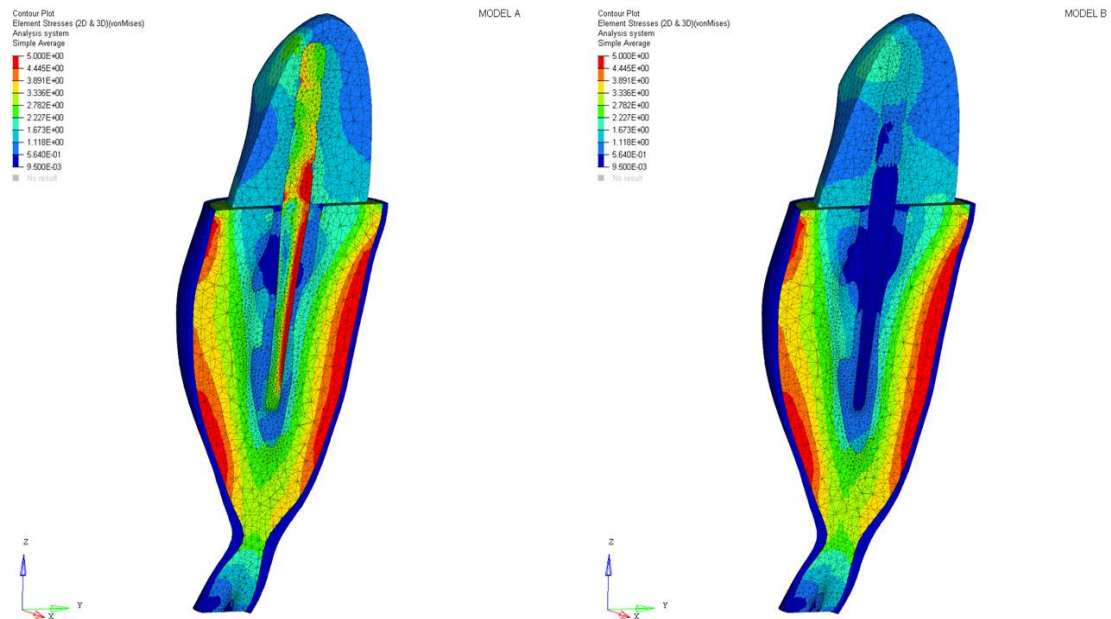 Contour Plot
Element Stresses (2D & 3D)(vonMises)
Analysis system
Simple Average
5.000E+00
4.445E+00
3.891E+00
3.336E+00
2.782E+00
2.227E+00
1.673E+00
1.118E+00
5.640E-01
9.500E-03
No result
MODEL A
Z
Y
X
Contour Plot
Element Stresses (2D & 3D)(vonMises)
Analysis system
Simple Average
5.000E+00
4.445E+00
3.891E+00
3.336E+00
2.782E+00
2.227E+00
1.673E+00
1.118E+00
5.640E-01
9.500E-03
No result
MODEL B
Z
Y
X